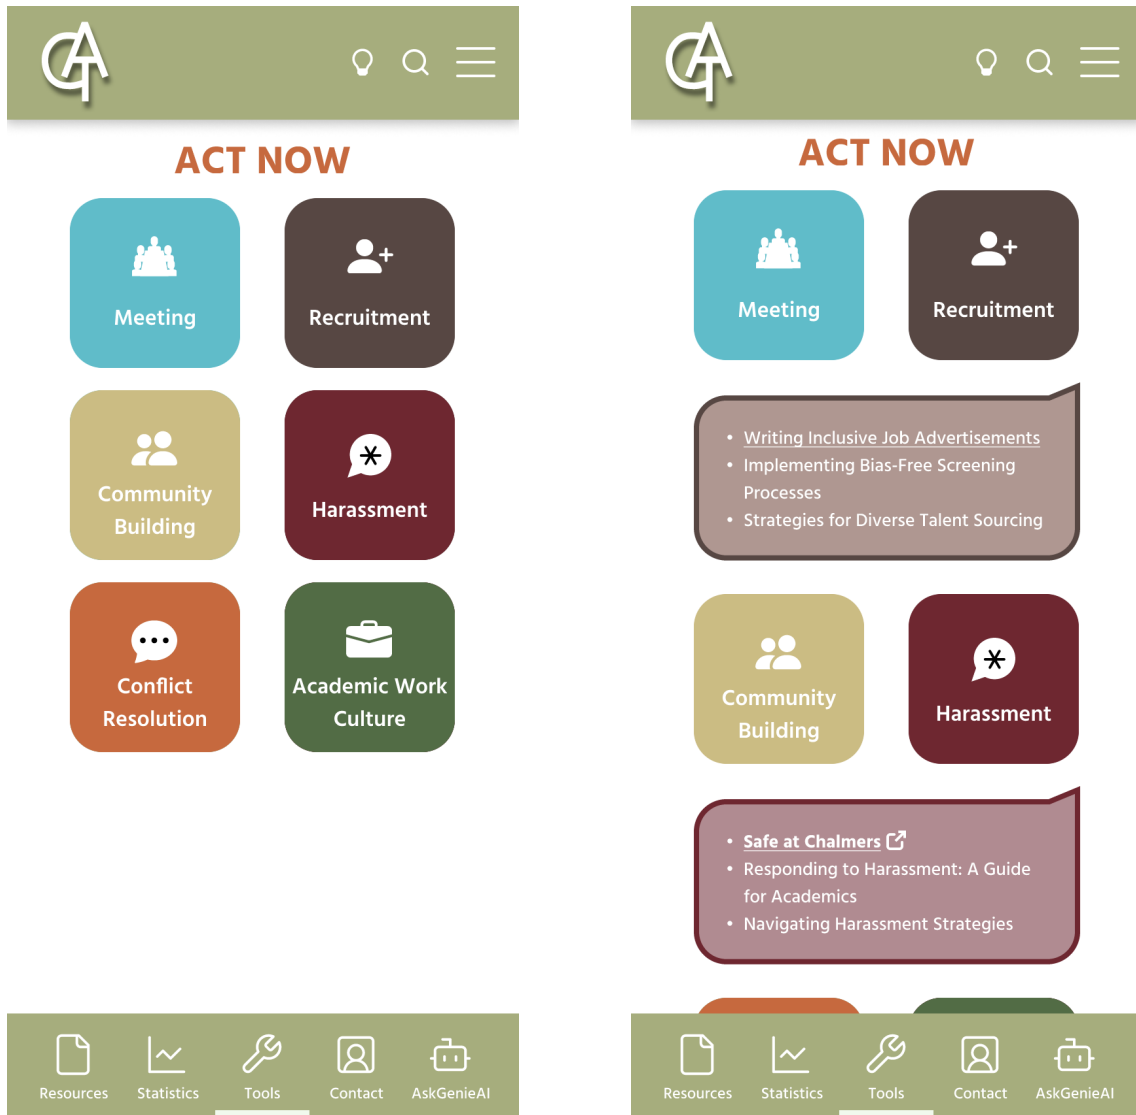 ACT NOW
Meeting
Recruitment
Community
Building
Harassment
Conflict
Resolution
Academic Work
Culture
Resources
Statistics
Tools
Contact
AskGenieAI
ACT NOW
Meeting
Recruitment
• Writing Inclusive Job Advertisements
• Implementing Bias-Free Screening
Processes
• Strategies for Diverse Talent Sourcing
Community
Building
Harassment
• Safe at Chalmers
• Responding to Harassment: A Guide
for Academics
• Navigating Harassment Strategies
Resources
Statistics
Tools
Contact
AskGenieAI